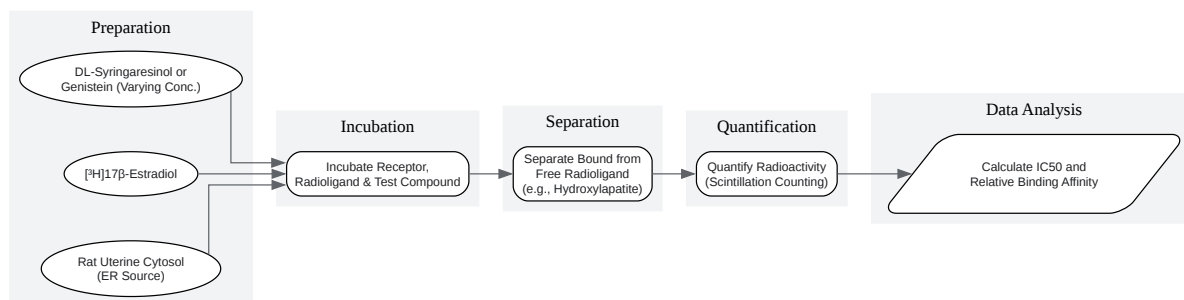 Preparation
DL-Syringaresinol or
Genistein (Varying Conc.)
[³H]17β-Estradiol
Rat Uterine Cytosol
(ER Source)
Incubation
Incubate Receptor,
Radioligand & Test Compound
Separation
Separate Bound from
Free Radioligand
(e.g., Hydroxylapatite)
Quantification
Quantify Radioactivity
(Scintillation Counting)
Data Analysis
Calculate IC50 and
Relative Binding Affinity